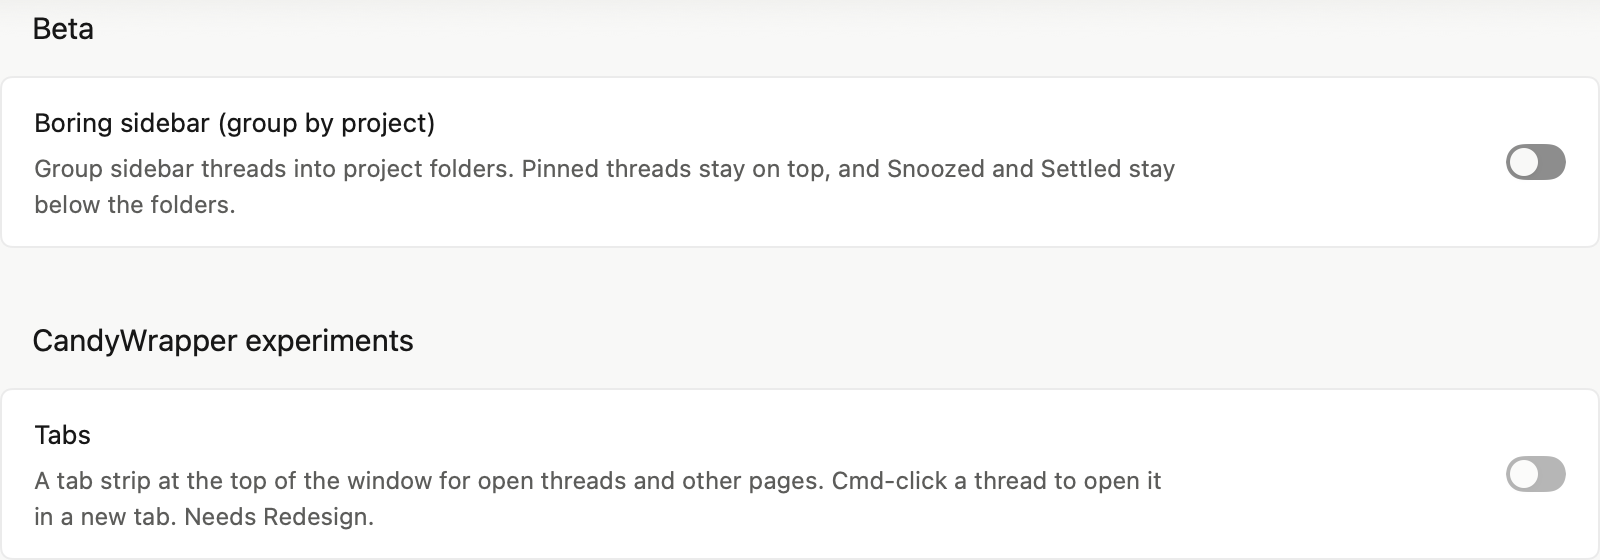 Beta
Boring sidebar (group by project)
Group sidebar threads into project folders. Pinned threads stay on top, and Snoozed and Settled stay
below the folders.
CandyWrapper experiments
Tabs
A tab strip at the top of the window for open threads and other pages. Cmd-click a thread to open it
in a new tab. Needs Redesign.